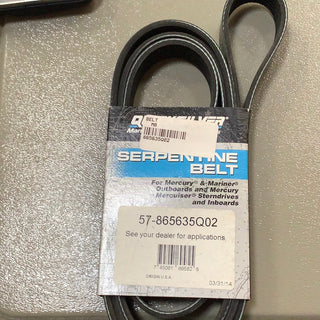 BELT
865635Q02
SERPENTINE
BELT
For Mercury® & Mariner®
Outboards and Mercury
Mercruiser® Sterndrives
and Inboards
57-865635Q02
See your dealer for applications
03/31/14